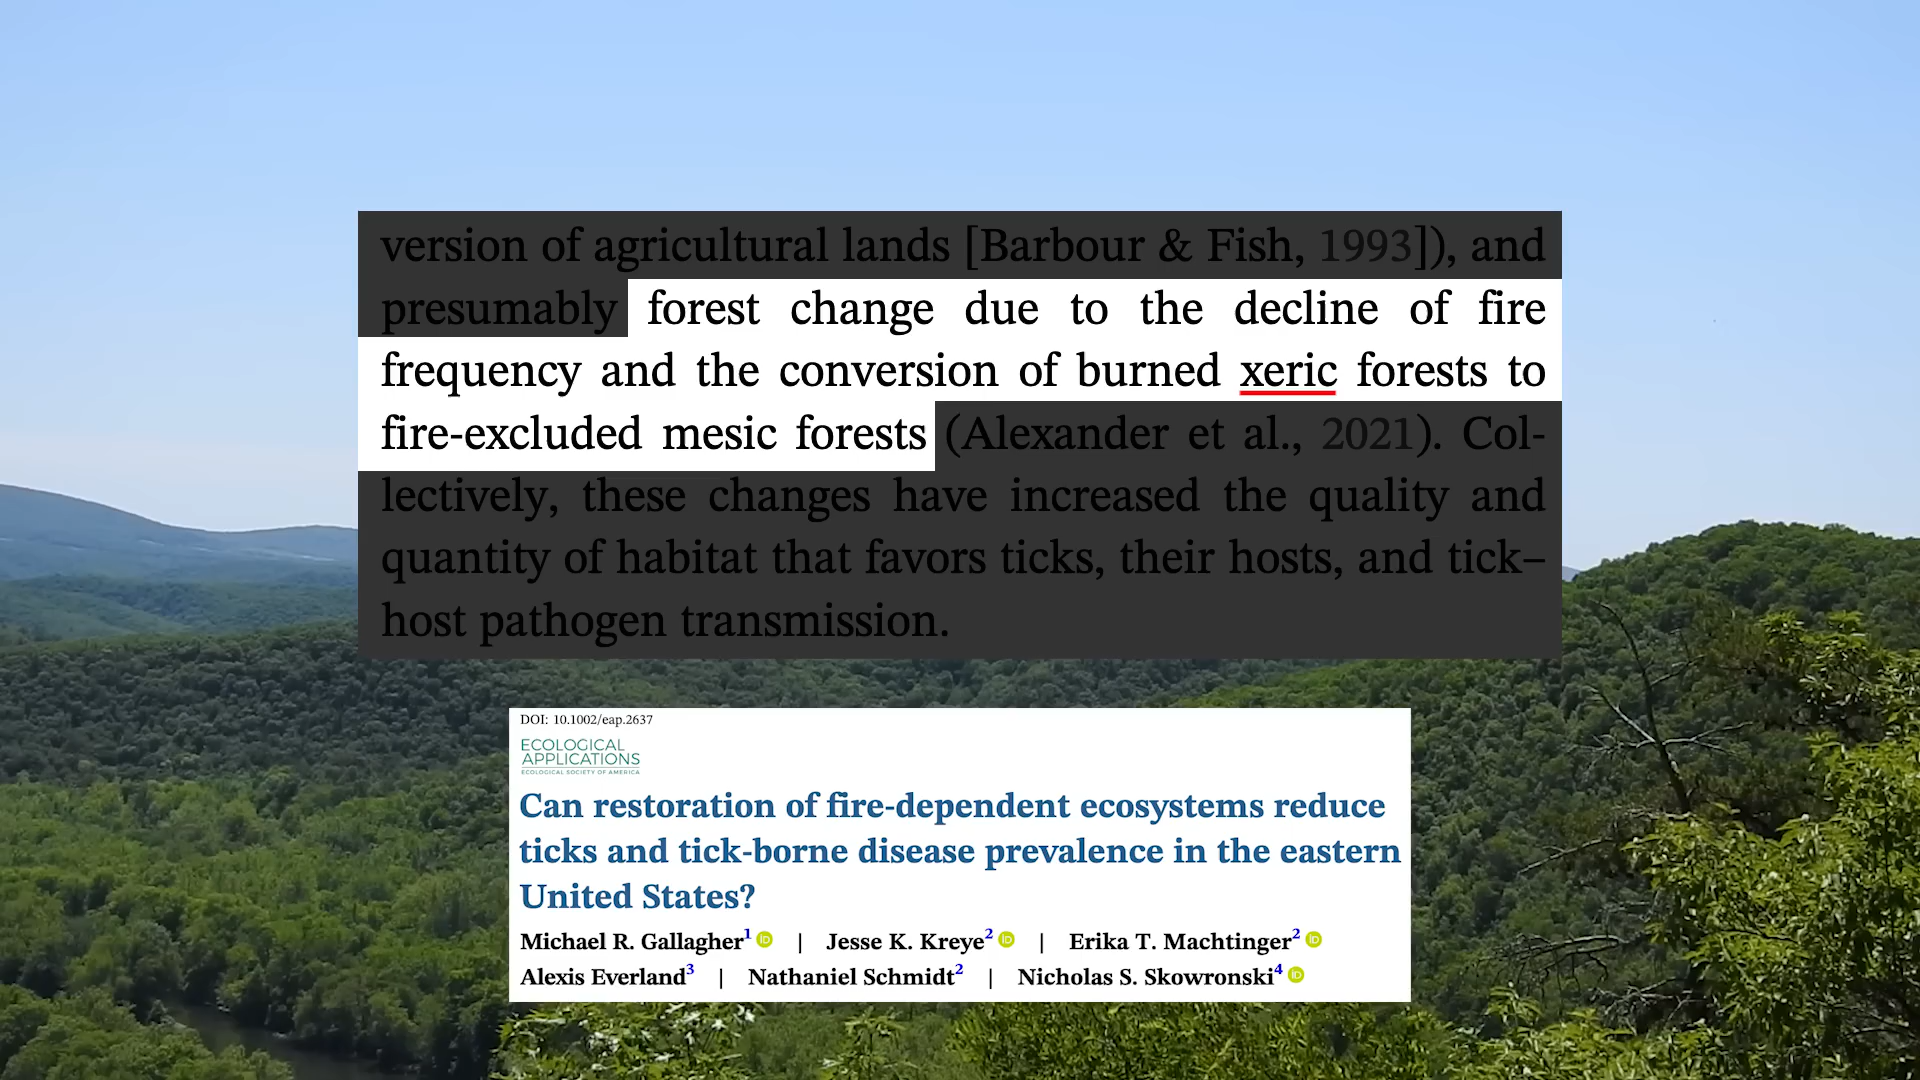 version of agricultural lands [Barbour & Fish, 1993]), and
presumably forest change due to the decline of fire
frequency and the conversion of burned xeric forests to
fire-excluded mesic forests (Alexander et al., 2021). Col-
lectively, these changes have increased the quality and
quantity of habitat that favors ticks, their hosts, and tick–
host pathogen transmission.
DOI: 10.1002/eap.2637
ECOLOGICAL
APPLICATIONS
ECOLOGICAL SOCIETY OF AMERICA
Can restoration of fire-dependent ecosystems reduce
ticks and tick-borne disease prevalence in the eastern
United States?
Michael R. Gallagher1 iD | Jesse K. Kreye2 iD | Erika T. Machtinger2 iD
Alexis Everland3 | Nathaniel Schmidt2 | Nicholas S. Skowronski4 iD